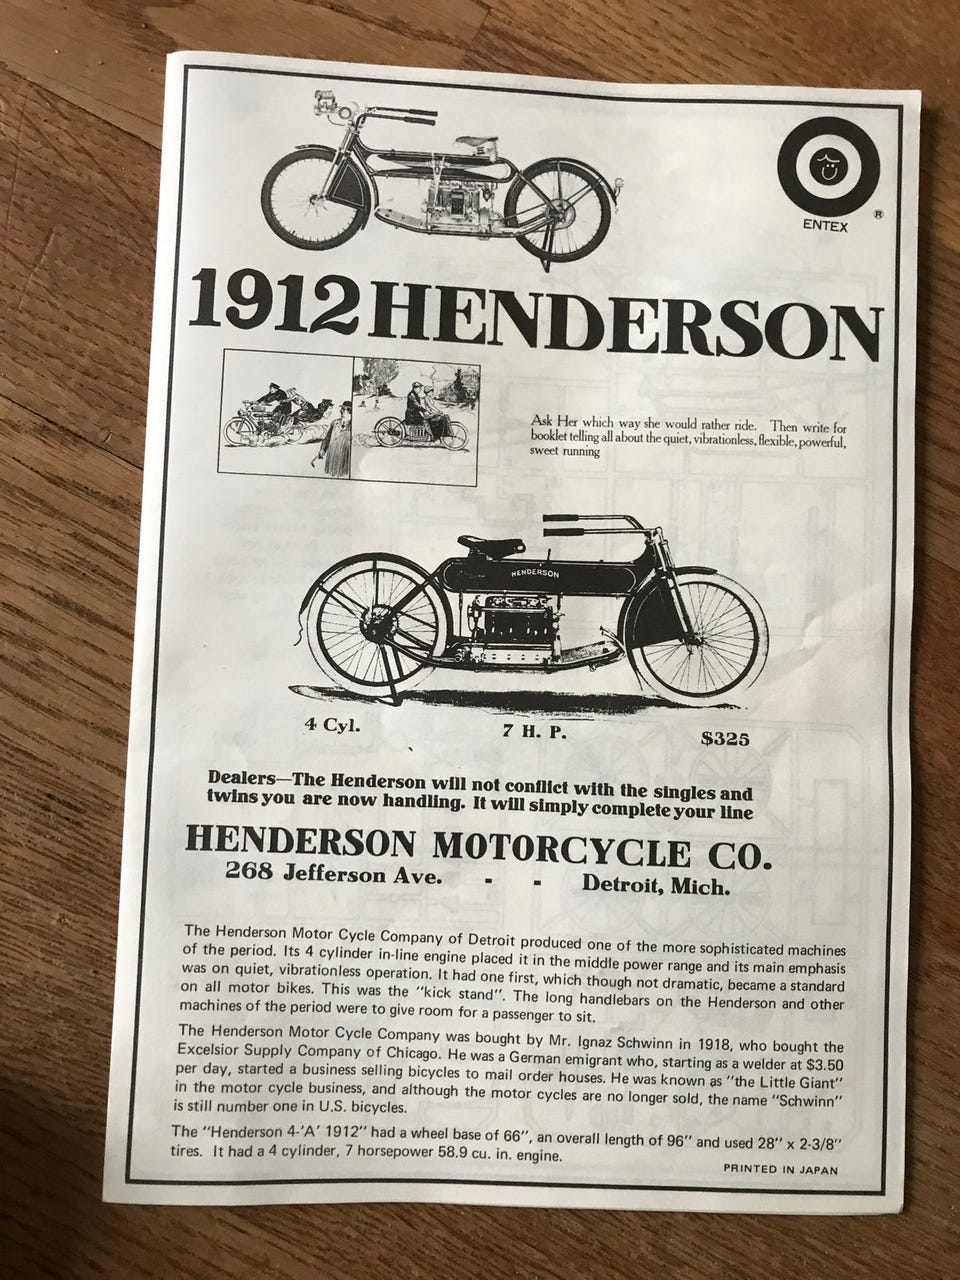 ENTEX
®
1912 HENDERSON
Ask Her which way she would rather ride. Then write for
booklet telling all about the quiet, vibrationless, flexible, powerful,
sweet running
HENDERSON
4 Cyl.
7 H. P.
$325
Dealers—The Henderson will not conflict with the singles and
twins you are now handling. It will simply complete your line
HENDERSON MOTORCYCLE CO.
268 Jefferson Ave. - - Detroit, Mich.
The Henderson Motor Cycle Company of Detroit produced one of the more sophisticated machines
of the period. Its 4 cylinder in-line engine placed it in the middle power range and its main emphasis
was on quiet, vibrationless operation. It had one first, which though not dramatic, became a standard
on all motor bikes. This was the "kick stand". The long handlebars on the Henderson and other
machines of the period were to give room for a passenger to sit.
The Henderson Motor Cycle Company was bought by Mr. Ignaz Schwinn in 1918, who bought the
Excelsior Supply Company of Chicago. He was a German emigrant who, starting as a welder at $3.50
per day, started a business selling bicycles to mail order houses. He was known as "the Little Giant"
in the motor cycle business, and although the motor cycles are no longer sold, the name "Schwinn"
is still number one in U.S. bicycles.
The "Henderson 4-'A' 1912" had a wheel base of 66", an overall length of 96" and used 28" x 2-3/8"
tires. It had a 4 cylinder, 7 horsepower 58.9 cu. in. engine.
PRINTED IN JAPAN